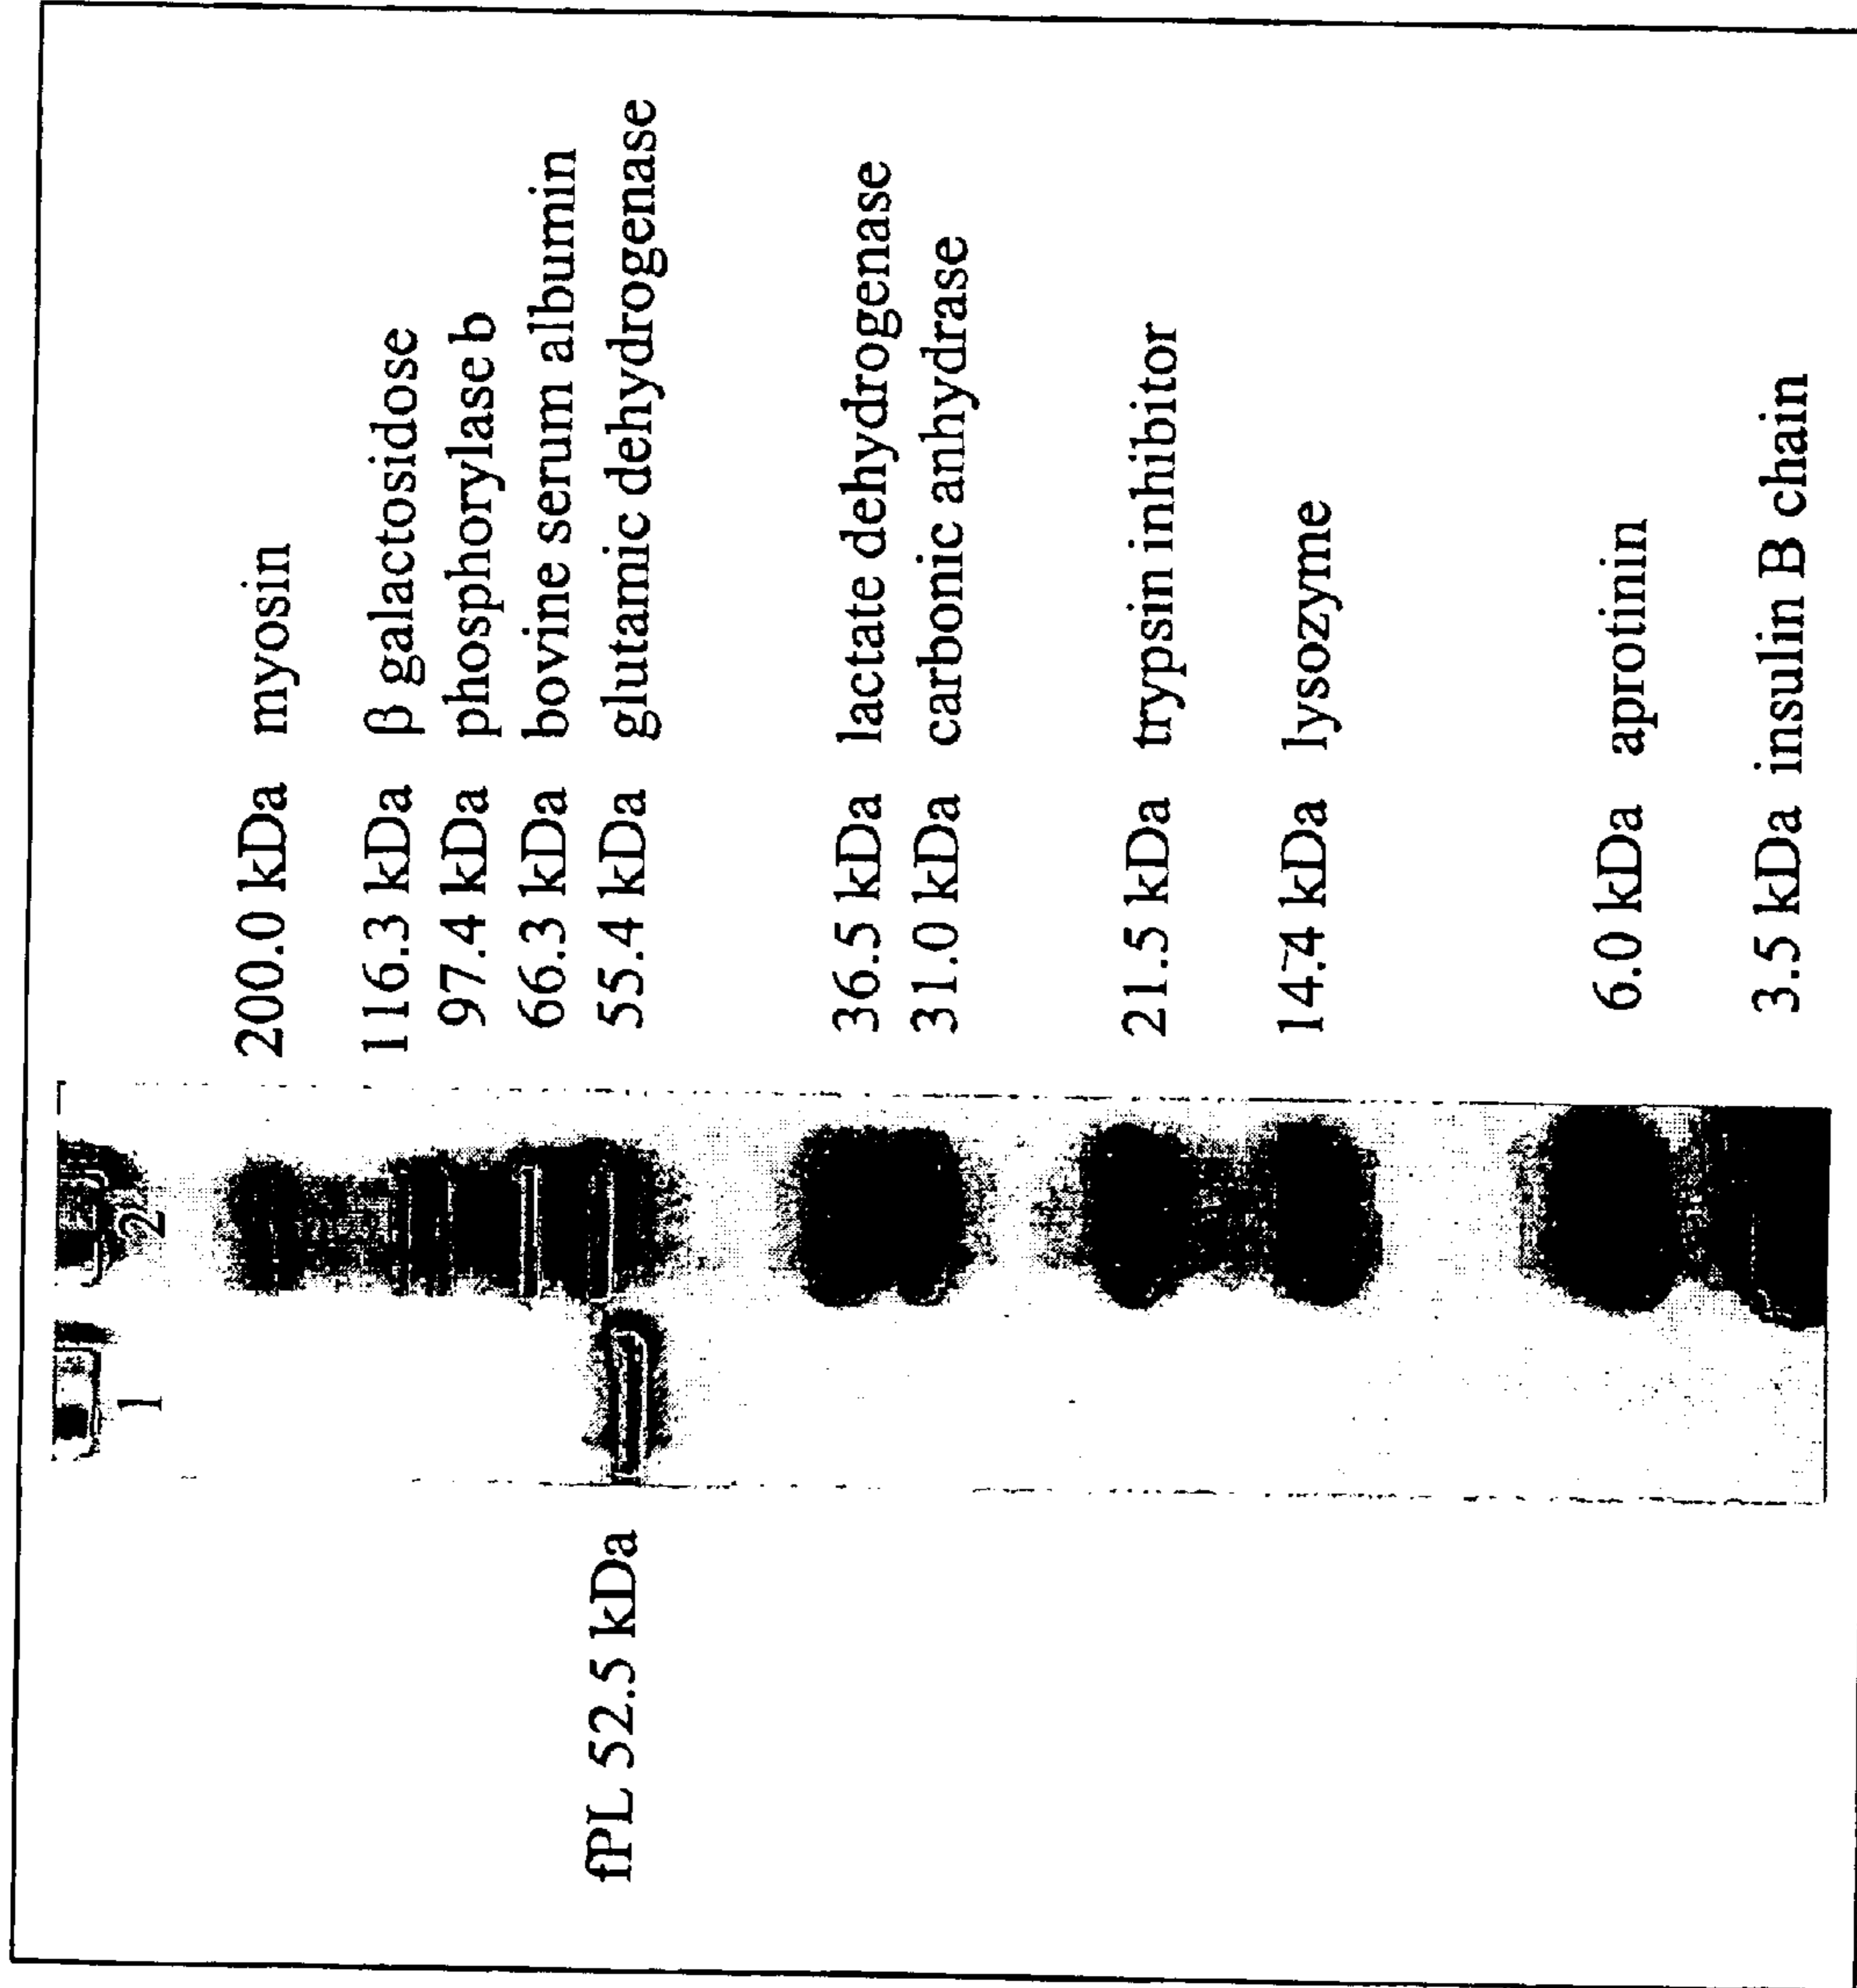 1
2
fPL 52.5 kDa
200.0 kDa myosin
116.3 kDa β galactosidose
97.4 kDa phosphorylase b
66.3 kDa bovine serum albumin
55.4 kDa glutamic dehydrogenase
36.5 kDa lactate dehydrogenase
31.0 kDa carbonic anhydrase
21.5 kDa trypsin inhibitor
14.4 kDa lysozyme
6.0 kDa aprotinin
3.5 kDa insulin B chain